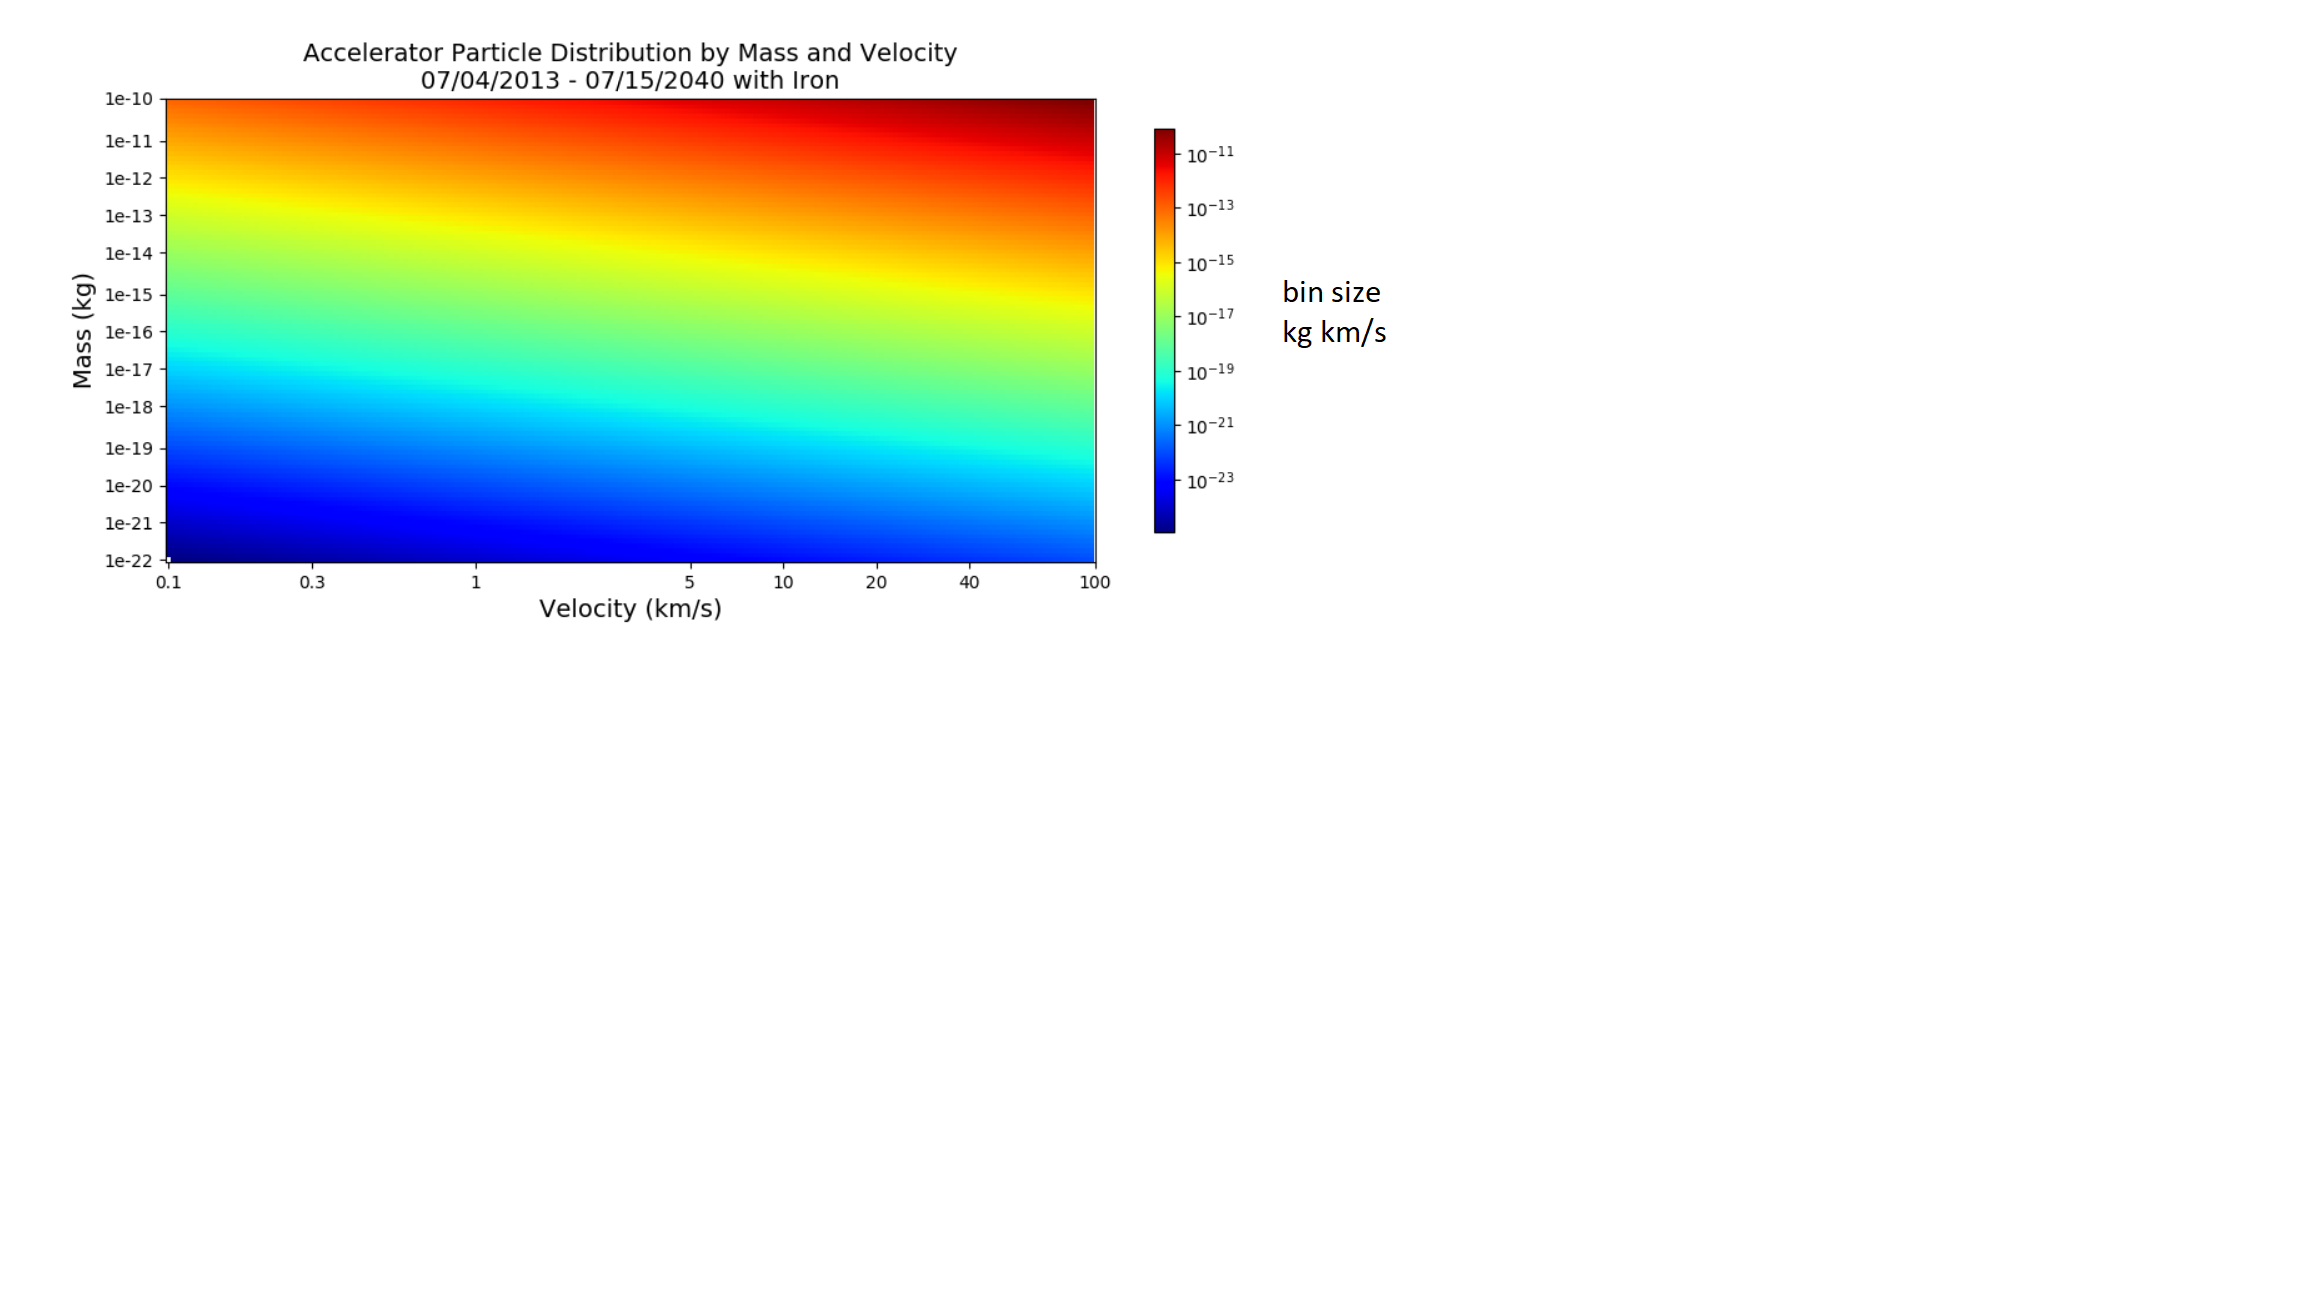 Accelerator Particle Distribution by Mass and Velocity
07/04/2013 - 07/15/2040 with Iron
1e-10
1e-11
1e-12
1e-13
1e-14
1e-15
1e-16
1e-17
1e-18
1e-19
1e-20
1e-21
1e-22
Mass (kg)
0.1 0.3 1 5 10 20 40 100
Velocity (km/s)
10⁻¹¹
10⁻¹³
10⁻¹⁵
10⁻¹⁷
10⁻¹⁹
10⁻²¹
10⁻²³
bin size
kg km/s